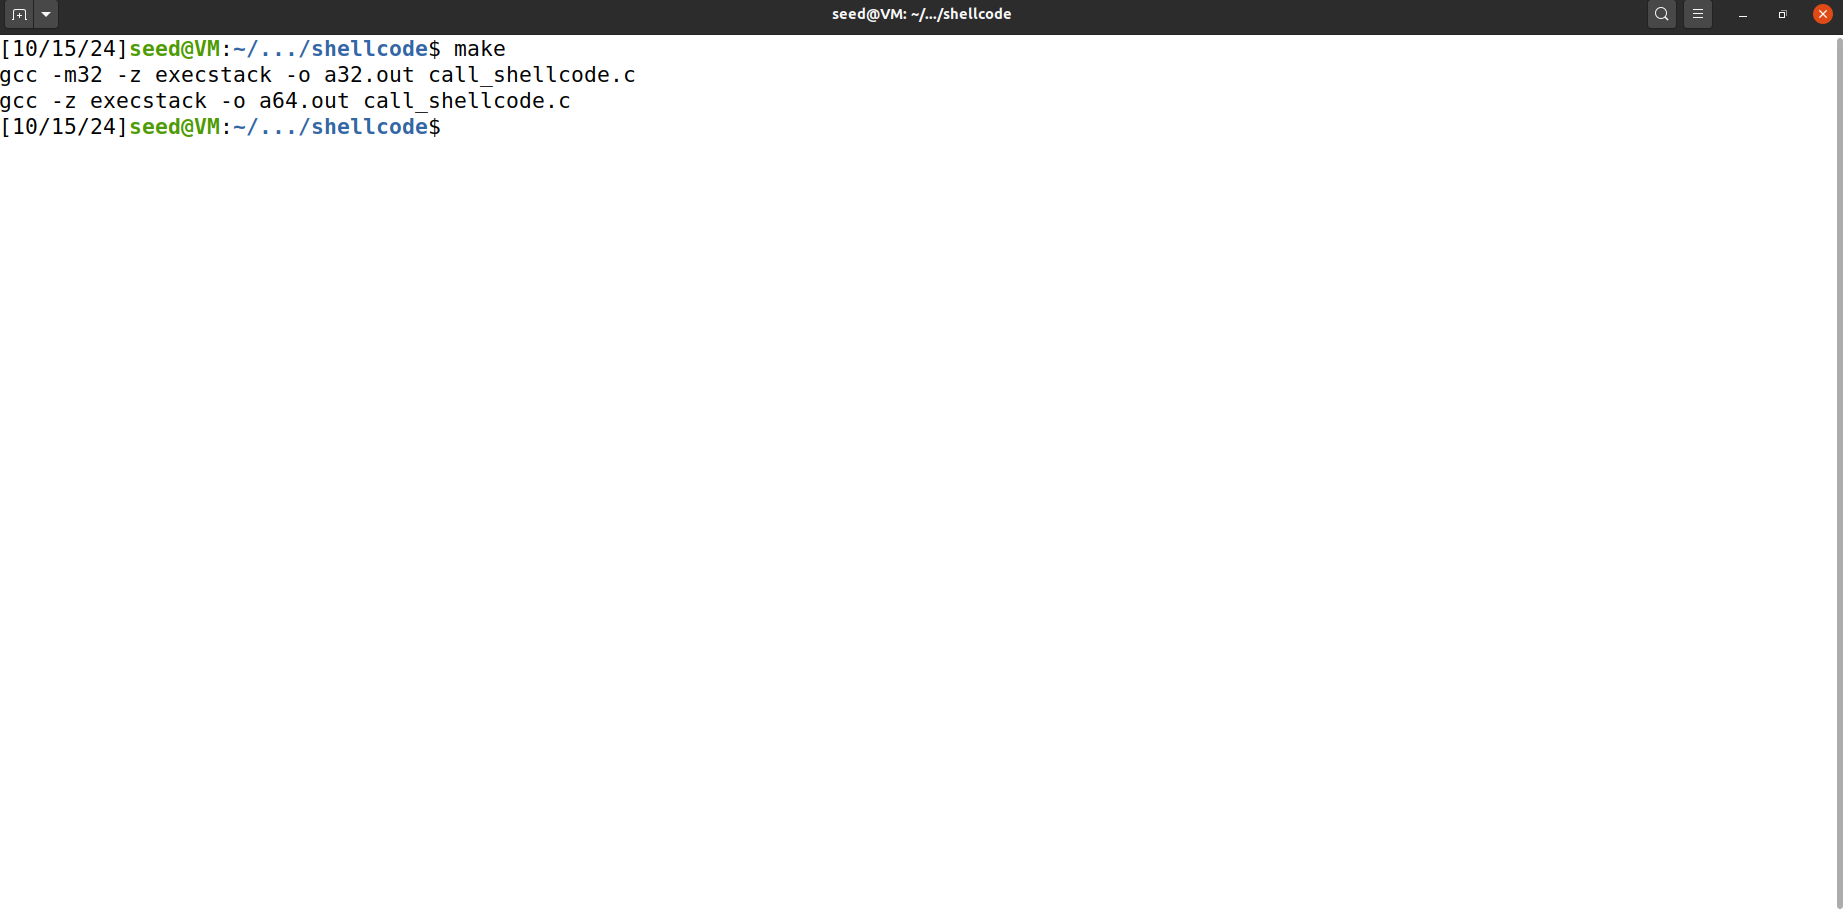 seed@VM: ~/.../shellcode
[10/15/24]seed@VM:~/.../shellcode$ make
gcc -m32 -z execstack -o a32.out call_shellcode.c
gcc -z execstack -o a64.out call_shellcode.c
[10/15/24]seed@VM:~/.../shellcode$